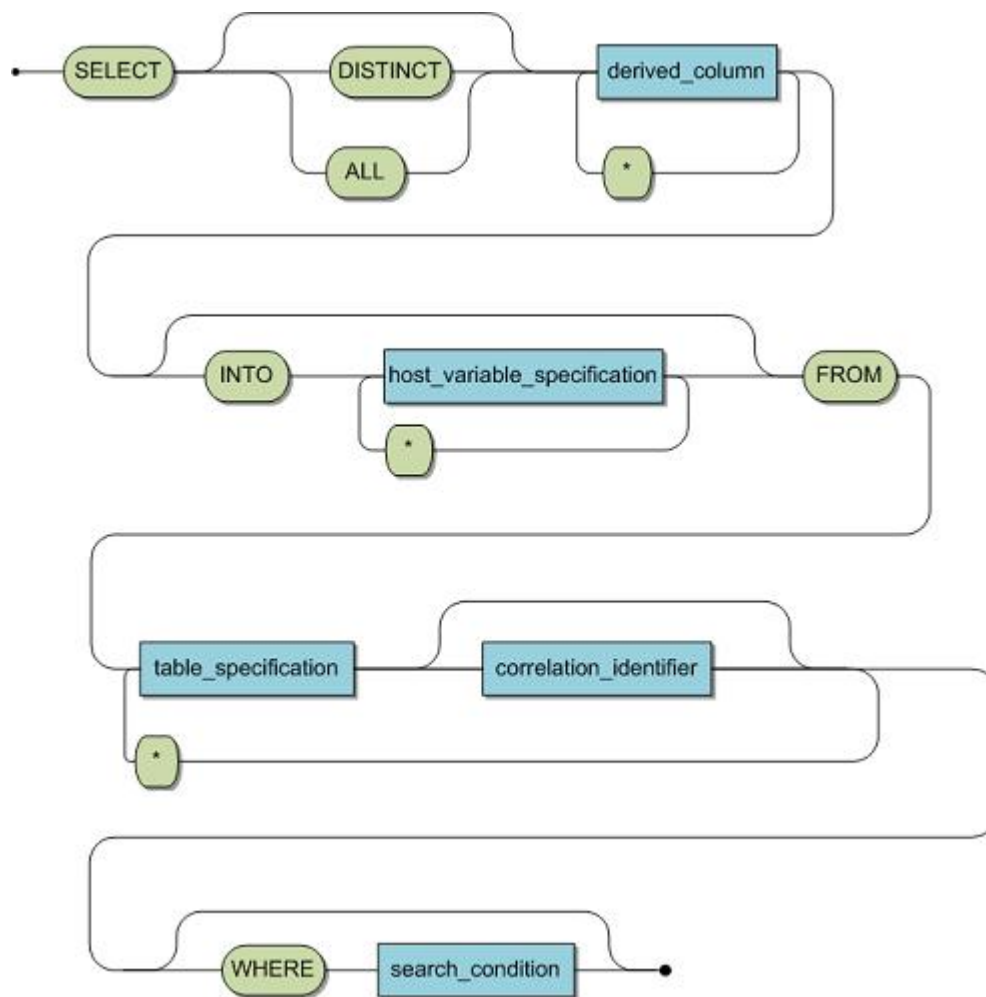 SELECT DISTINCT derived_column
ALL *
INTO host_variable_specification FROM
*
table_specification correlation_identifier
*
WHERE search_condition